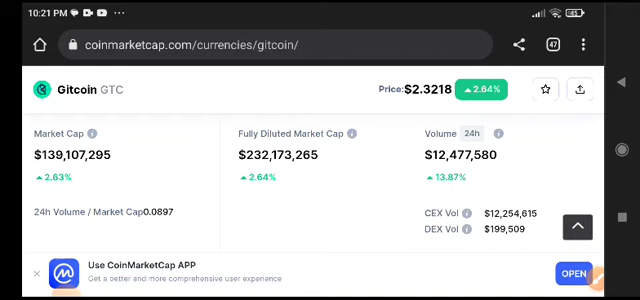 10:21 PM
45
coinmarketcap.com/currencies/gitcoin/
47
Gitcoin GTC
Price:$2.3218 2.64%
Market Cap
Fully Diluted Market Cap
Volume 24h
$139,107,295
$232,173,265
$12,477,580
2.63%
2.64%
13.87%
24h Volume / Market Cap0.0897
CEX Vol $12,254,615
DEX Vol $199,509
Use CoinMarketCap APP
Get a better and more comprehensive user experience
OPEN